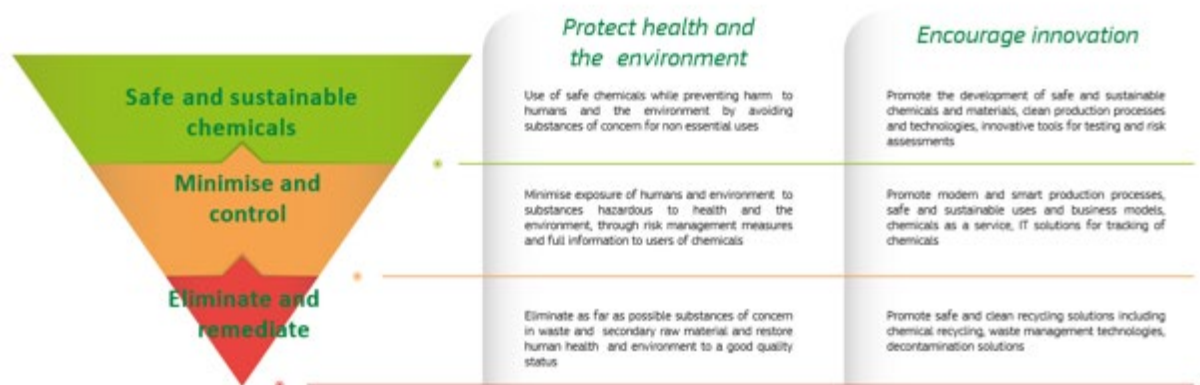 Safe and sustainable
chemicals
Minimise and
control
Eliminate and
remediate
Protect health and
the environment
Use of safe chemicals while preventing harm to
humans and the environment by avoiding
substances of concern for non essential uses
Minimise exposure of humans and environment to
substances hazardous to health and the
environment, through risk management measures
and full information to users of chemicals
Eliminate as far as possible substances of concern
in waste and secondary raw material and restore
human health and environment to a good quality
status
Encourage innovation
Promote the development of safe and sustainable
chemicals and materials, clean production processes
and technologies, innovative tools for testing and risk
assessments
Promote modern and smart production processes,
safe and sustainable uses and business models,
chemicals as a service, IT solutions for tracking of
chemicals
Promote safe and clean recycling solutions including
chemical recycling, waste management technologies,
decontamination solutions